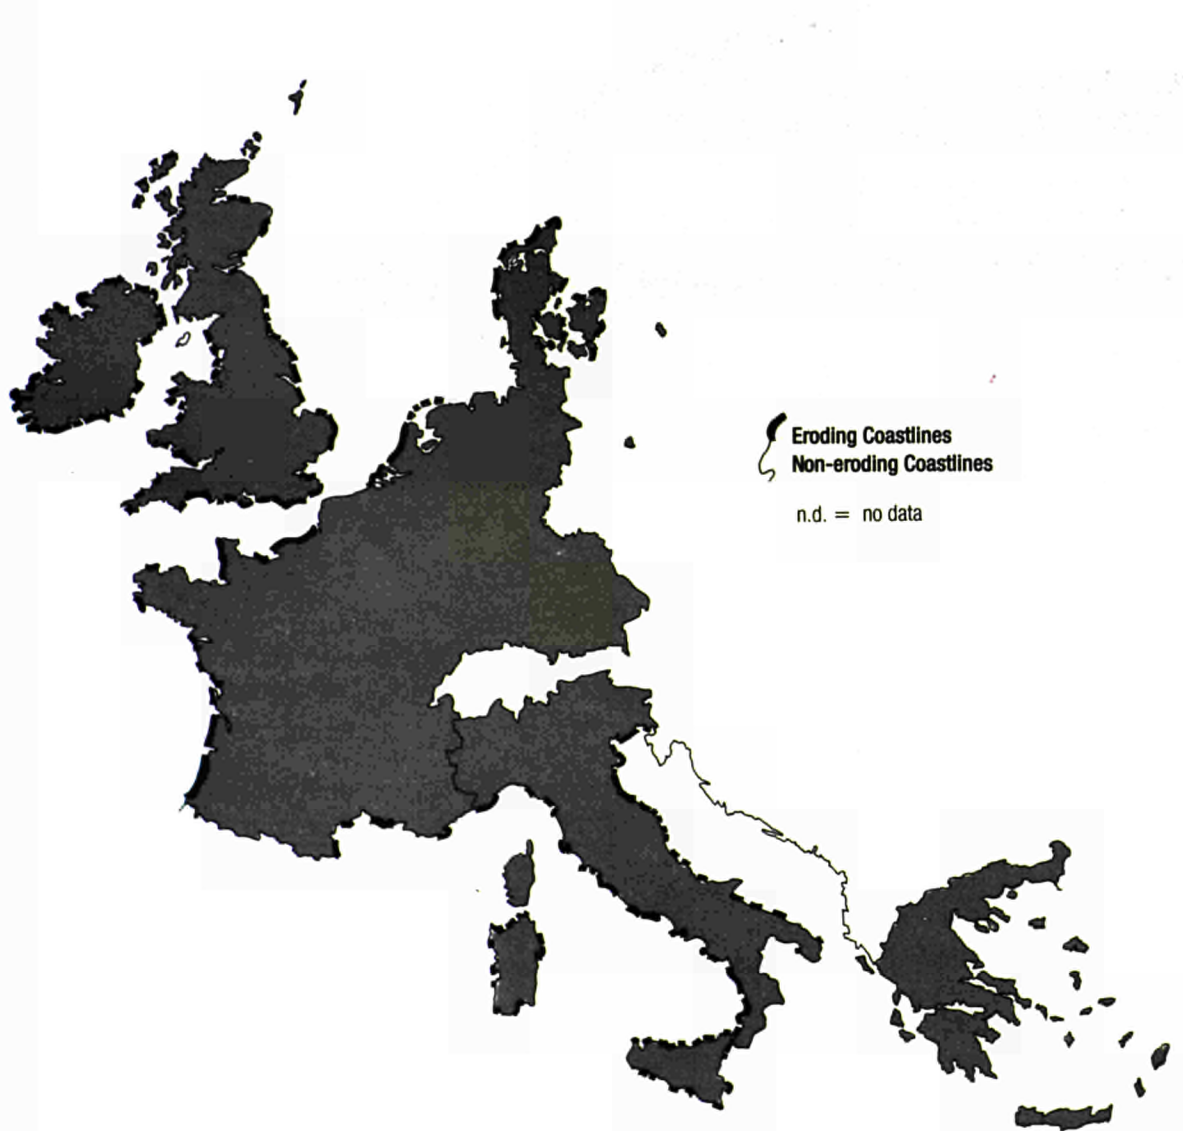 Eroding Coastlines
Non-eroding Coastlines
n.d. = no data